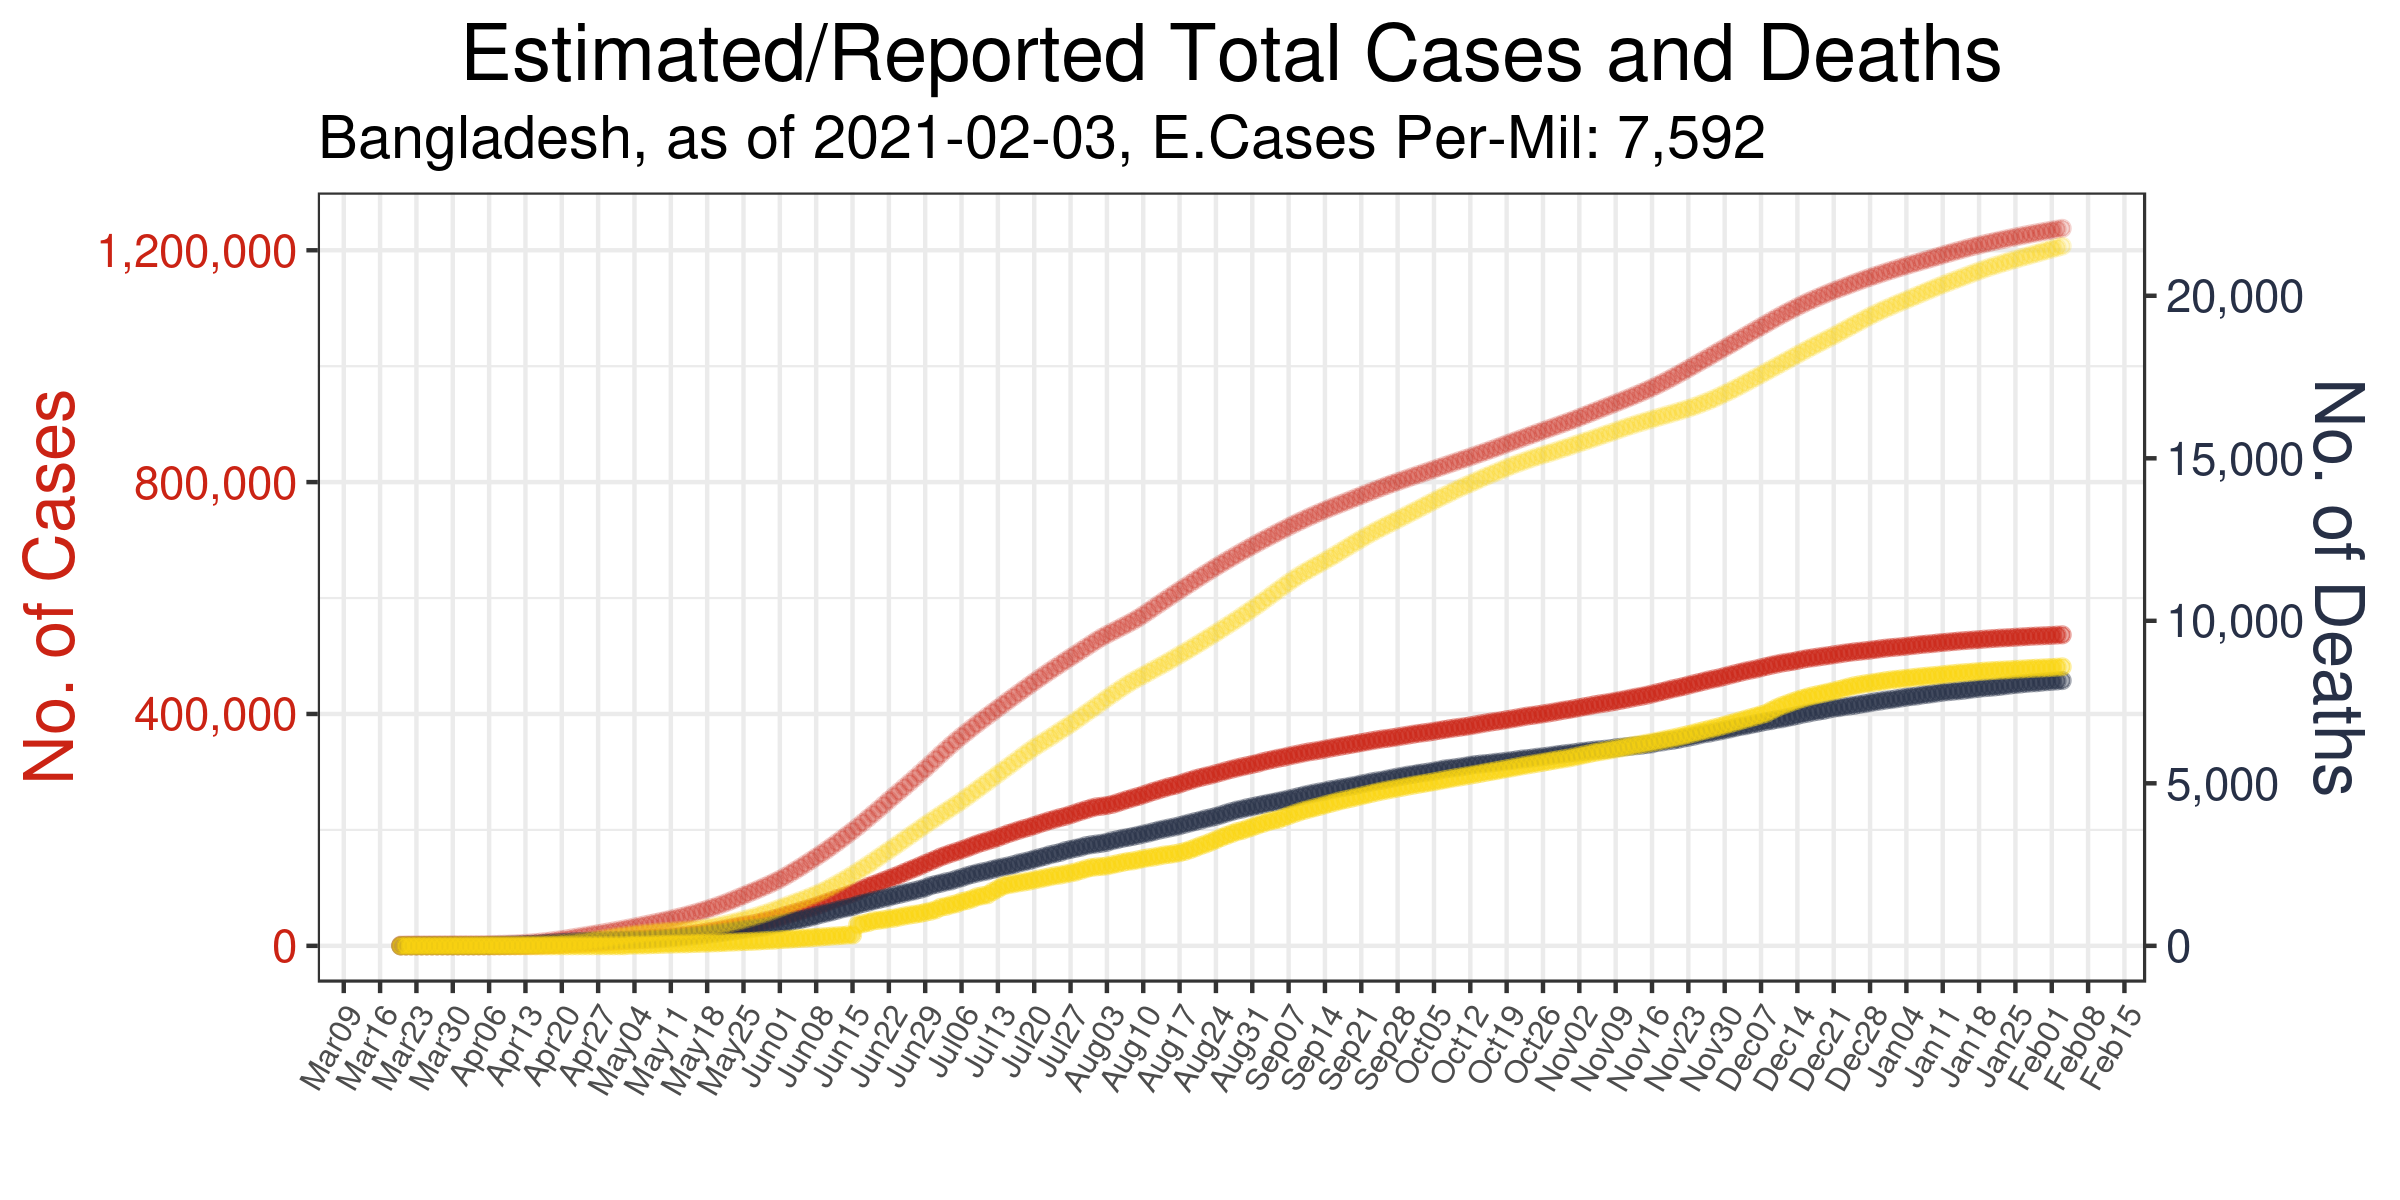 Estimated/Reported Total Cases and Deaths
Bangladesh, as of 2021-02-03, E.Cases Per-Mil: 7,592
No. of Cases
1,200,000
800,000
400,000
0
20,000
15,000
10,000
5,000
0
No. of Deaths
Mar09
Mar16
Mar23
Mar30
Apr06
Apr13
Apr20
Apr27
May04
May11
May18
May25
Jun01
Jun08
Jun15
Jun22
Jun29
Jul06
Jul13
Jul20
Jul27
Aug03
Aug10
Aug17
Aug24
Aug31
Sep07
Sep14
Sep21
Sep28
Oct05
Oct12
Oct19
Oct26
Nov02
Nov09
Nov16
Nov23
Nov30
Dec07
Dec14
Dec21
Dec28
Jan04
Jan11
Jan18
Jan25
Feb01
Feb08
Feb15